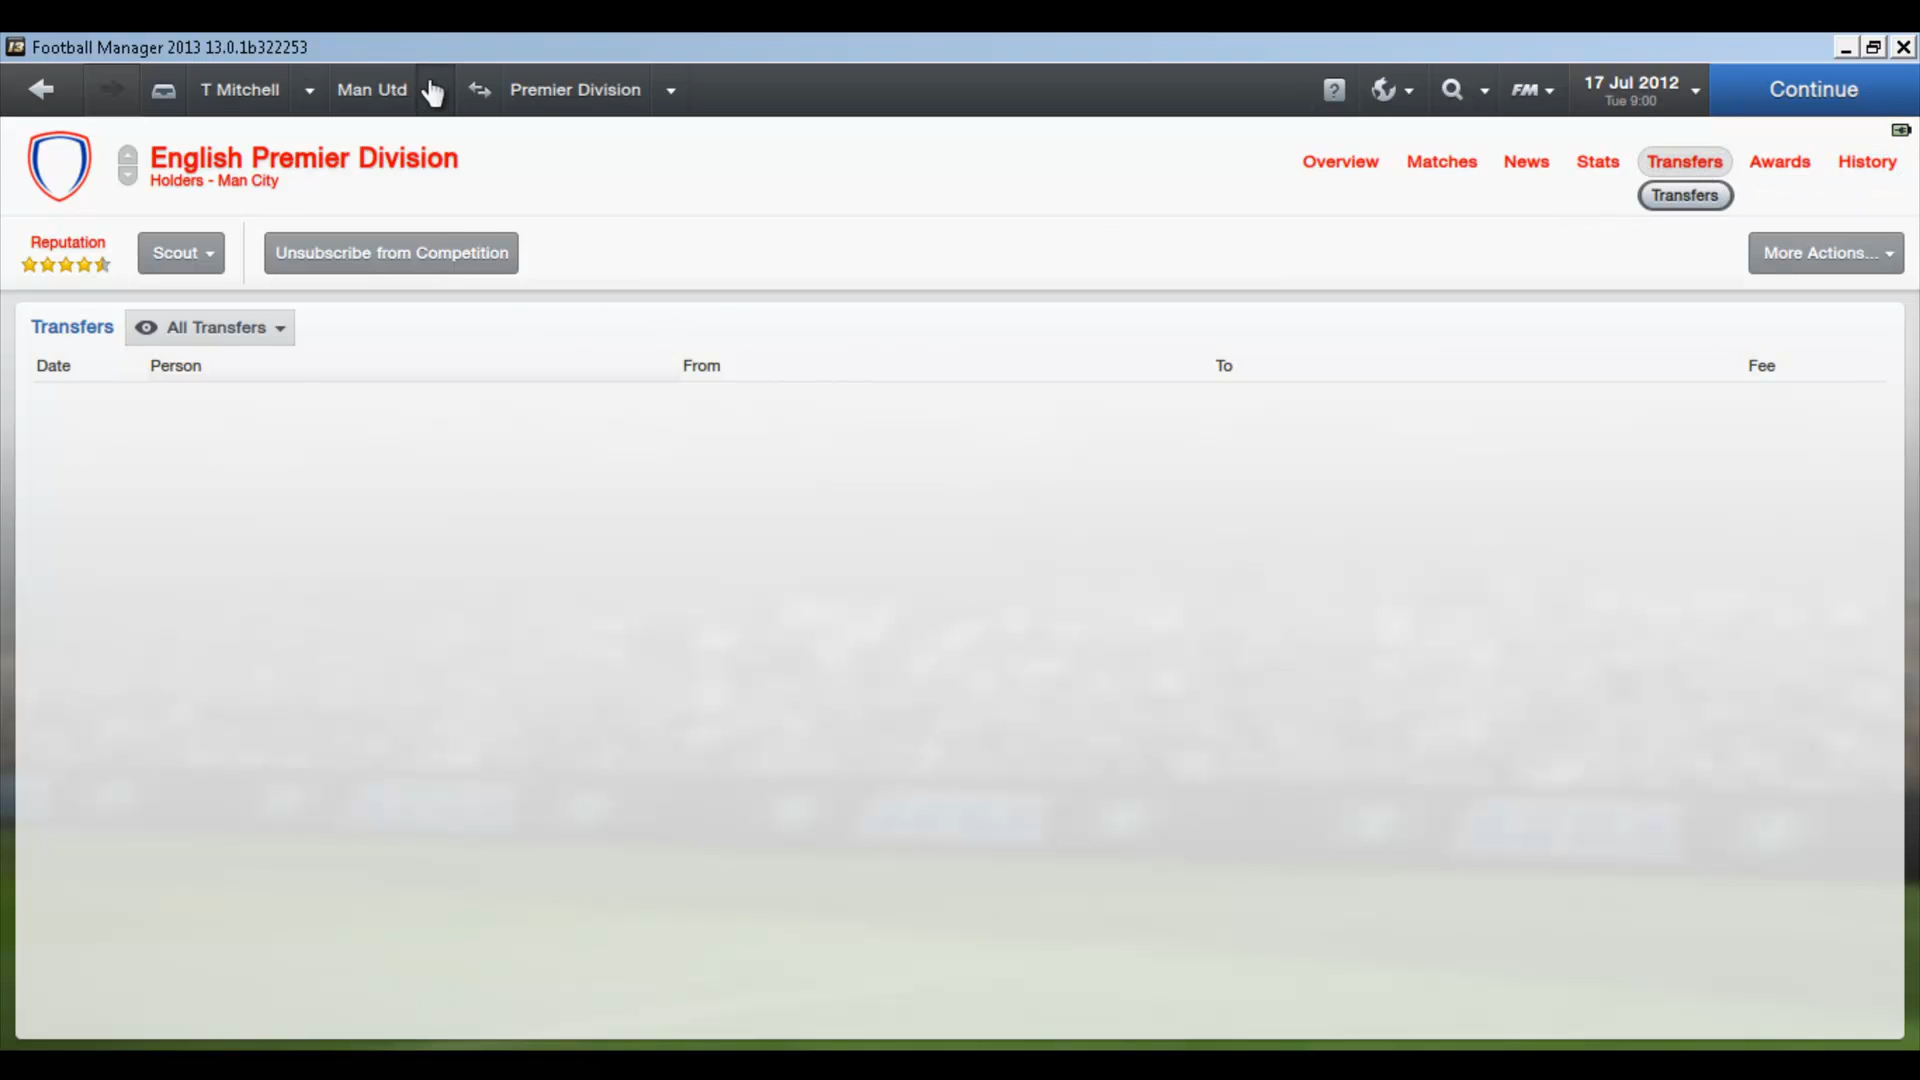 13 Football Manager 2013 13.0.1b322253
T Mitchell Man Utd Premier Division ? FM 17 Jul 2012 Continue
Tue 9:00
English Premier Division
Holders - Man City
Overview Matches News Stats Transfers Awards History
Transfers
Reputation
Scout Unsubscribe from Competition More Actions...
Transfers All Transfers
Date Person From To Fee